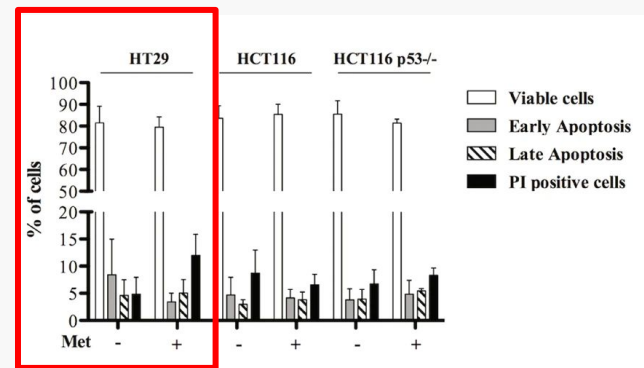 HT29 HCT116 HCT116 p53-/-
100
90
80
70
60
50
20
15
10
5
0
% of cells
Viable cells
Early Apoptosis
Late Apoptosis
PI positive cells
Met - + - + - +